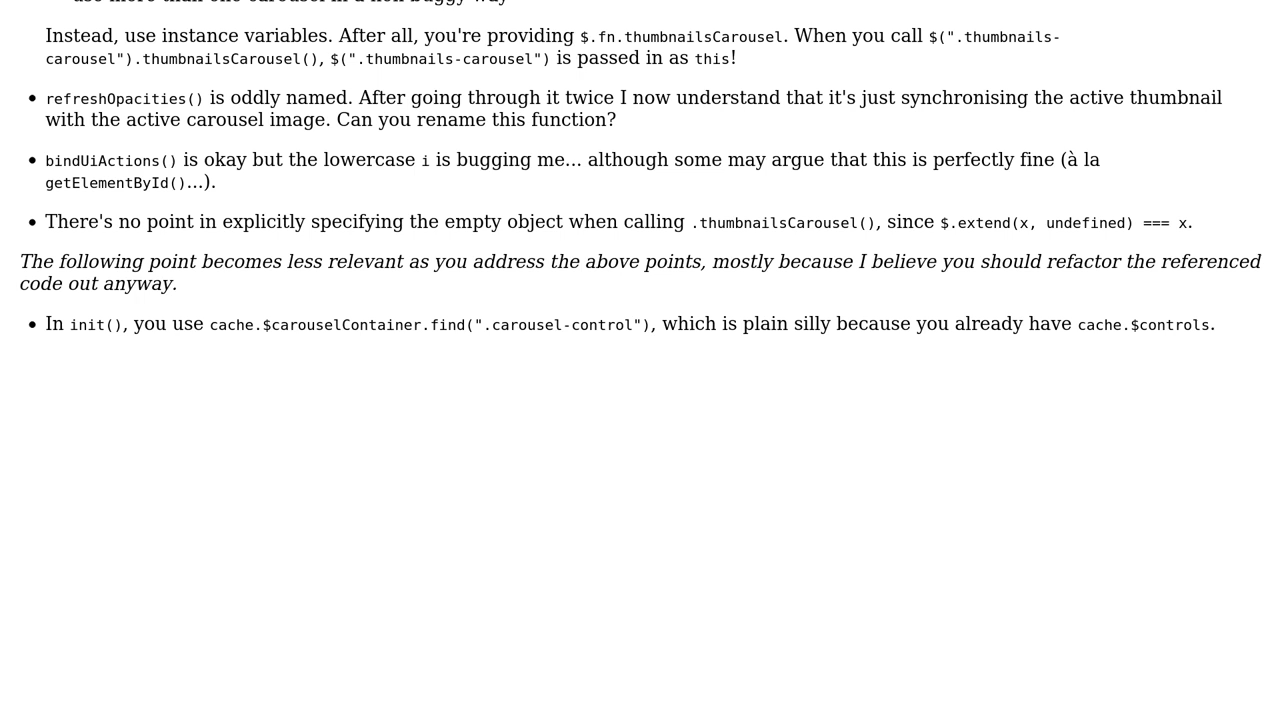 Instead, use instance variables. After all, you're providing $.fn.thumbnailsCarousel. When you call $(".thumbnails-
carousel").thumbnailsCarousel(), $(".thumbnails-carousel") is passed in as this!
• refreshOpacities() is oddly named. After going through it twice I now understand that it's just synchronising the active thumbnail
with the active carousel image. Can you rename this function?
• bindUiActions() is okay but the lowercase i is bugging me... although some may argue that this is perfectly fine (à la
getElementById()...).
• There's no point in explicitly specifying the empty object when calling .thumbnailsCarousel(), since $.extend(x, undefined) === x.
The following point becomes less relevant as you address the above points, mostly because I believe you should refactor the referenced
code out anyway.
• In init(), you use cache.$carouselContainer.find(".carousel-control"), which is plain silly because you already have cache.$controls.